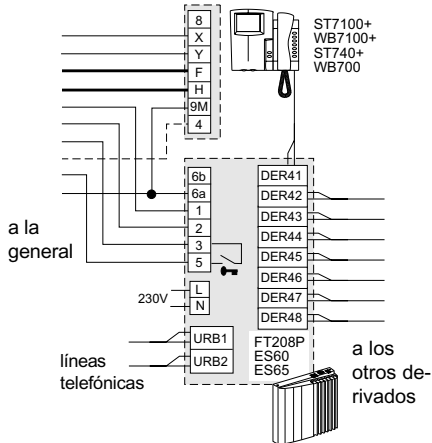 8
X
Y
F
H
9M
4
ST7100+
WB7100+
ST740+
WB700
6b
6a
1
2
3
5
L
N
230V
URB1
URB2
DER41
DER42
DER43
DER44
DER45
DER46
DER47
DER48
FT208P
ES60
ES65
a la
general
líneas
telefónicas
a los
otros de-
rivados